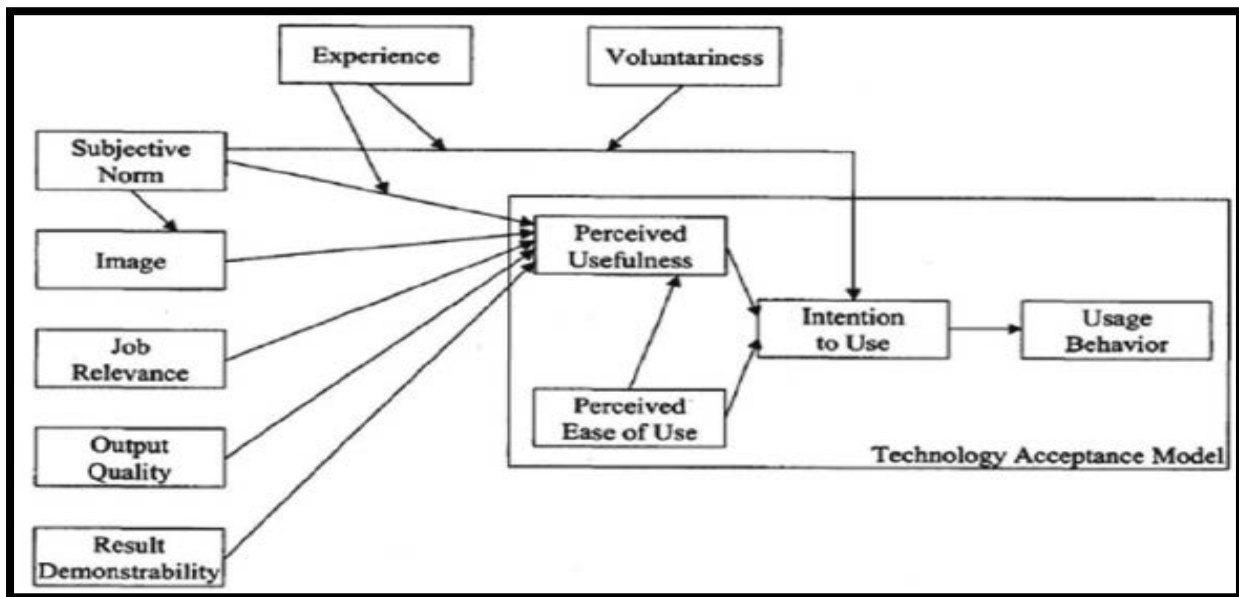 Experience
Voluntariness
Subjective
Norm
Image
Job
Relevance
Output
Quality
Result
Demonstrability
Perceived
Usefulness
Perceived
Ease of Use
Intention
to Use
Usage
Behavior
Technology Acceptance Model